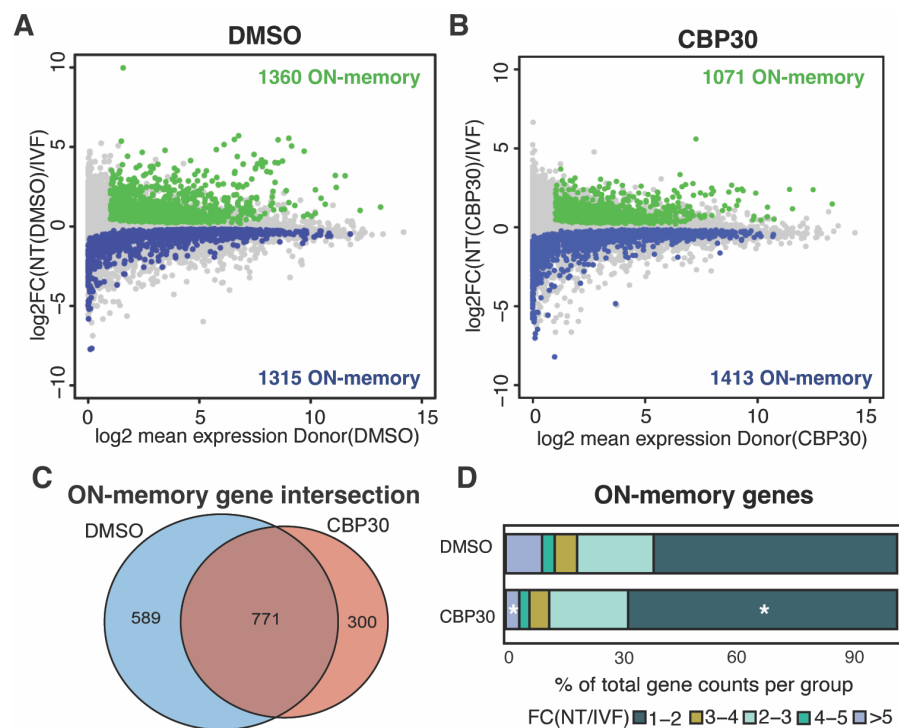 A
DMSO
1360 ON-memory
1315 ON-memory
log2FC(NT(DMSO)/IVF)
10
5
0
−5
−10
0 5 10 15
log2 mean expression Donor(DMSO)
B
CBP30
1071 ON-memory
1413 ON-memory
log2FC(NT(CBP30)/IVF)
10
5
0
−5
−10
0 5 10 15
log2 mean expression Donor(CBP30)
C
ON-memory gene intersection
DMSO
CBP30
589 771 300
D
ON-memory genes
DMSO
CBP30
* *
0 30 60 90
% of total gene counts per group
FC(NT/IVF) 1−2 3−4 2−3 4−5 >5